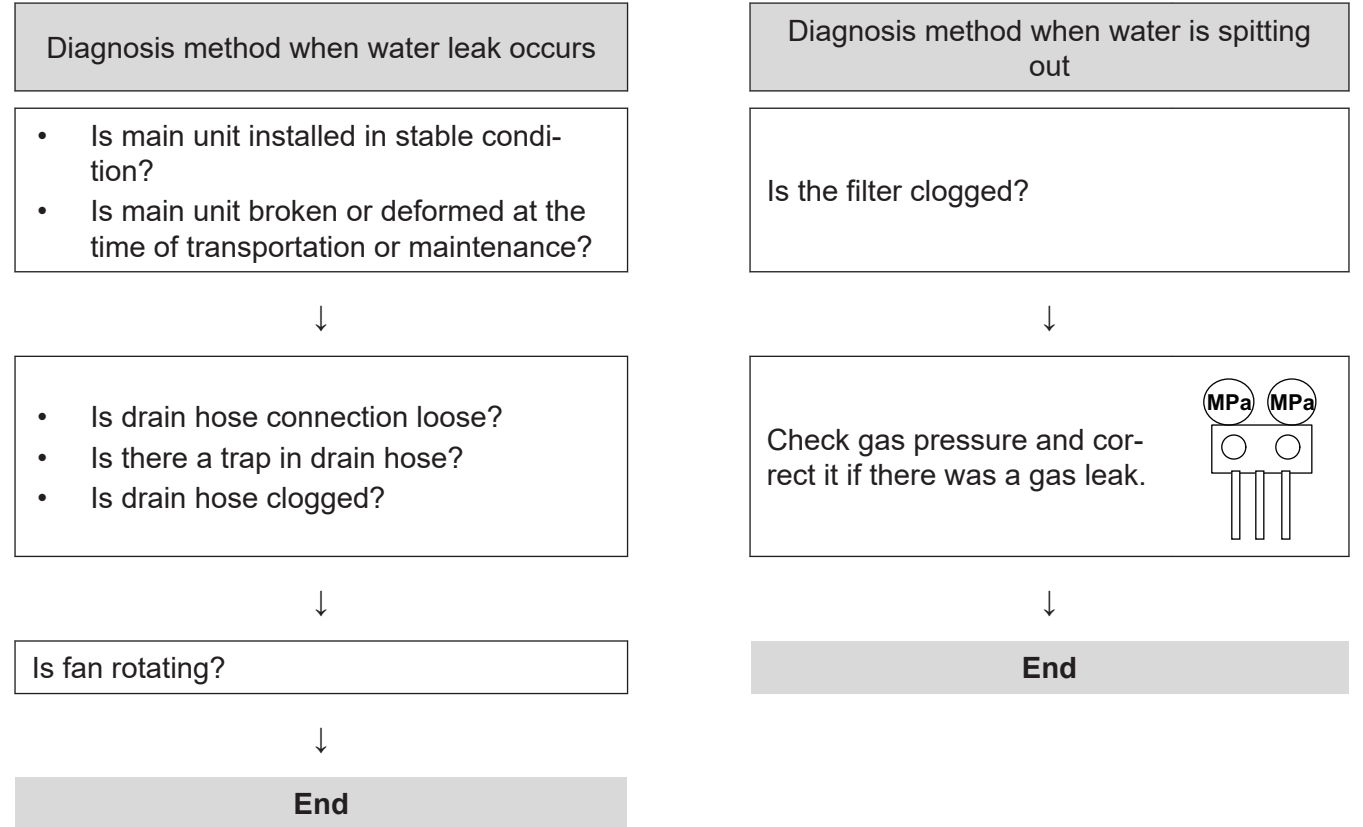 Diagnosis method when water leak occurs
• Is main unit installed in stable condi-
tion?
• Is main unit broken or deformed at the
time of transportation or maintenance?
↓
• Is drain hose connection loose?
• Is there a trap in drain hose?
• Is drain hose clogged?
↓
Is fan rotating?
↓
End
Diagnosis method when water is spitting
out
Is the filter clogged?
↓
Check gas pressure and cor-
rect it if there was a gas leak.
MPa MPa
↓
End